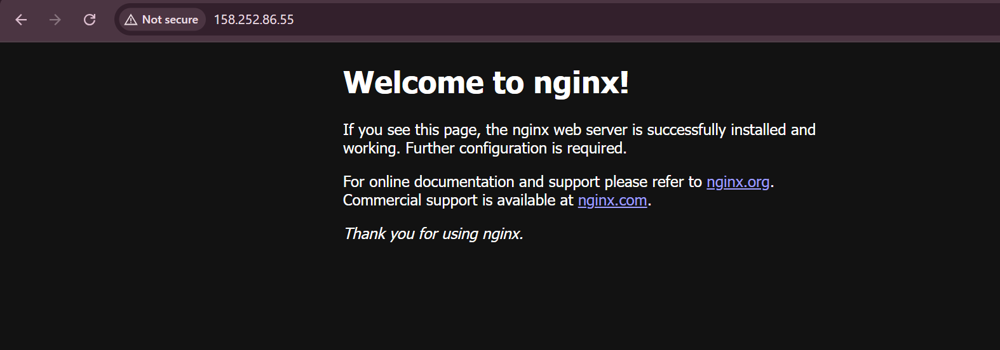 Not secure 158.252.86.55
Welcome to nginx!
If you see this page, the nginx web server is successfully installed and
working. Further configuration is required.
For online documentation and support please refer to nginx.org.
Commercial support is available at nginx.com.
Thank you for using nginx.